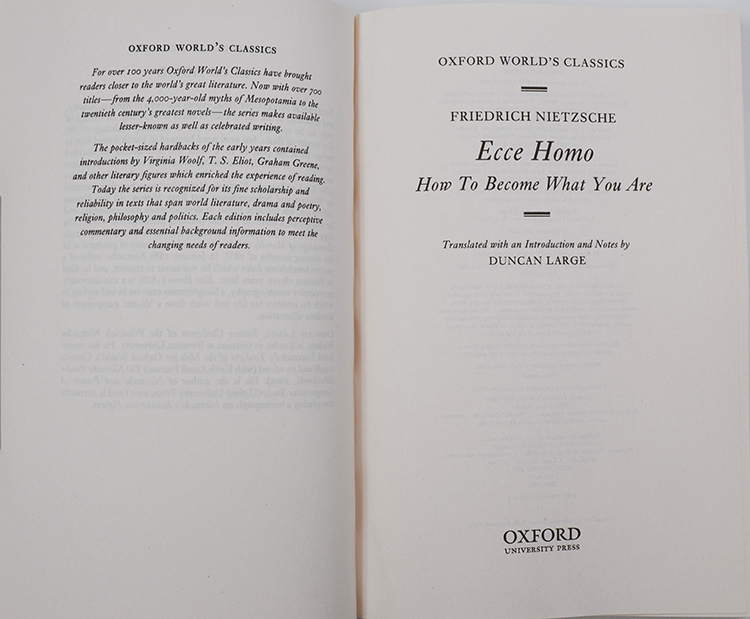 OXFORD WORLD'S CLASSICS
For over 100 years Oxford World's Classics have brought
readers closer to the world's great literature. Now with over 700
titles—from the 4,000-year-old myths of Mesopotamia to the
twentieth century's greatest novels—the series makes available
lesser-known as well as celebrated writing.
The pocket-sized hardbacks of the early years contained
introductions by Virginia Woolf, T. S. Eliot, Graham Greene,
and other literary figures which enriched the experience of reading.
Today the series is recognized for its fine scholarship and
reliability in texts that span world literature, drama and poetry,
religion, philosophy and politics. Each edition includes perceptive
commentary and essential background information to meet the
changing needs of readers.
OXFORD WORLD'S CLASSICS
FRIEDRICH NIETZSCHE
Ecce Homo
How To Become What You Are
Translated with an Introduction and Notes by
DUNCAN LARGE
OXFORD
UNIVERSITY PRESS